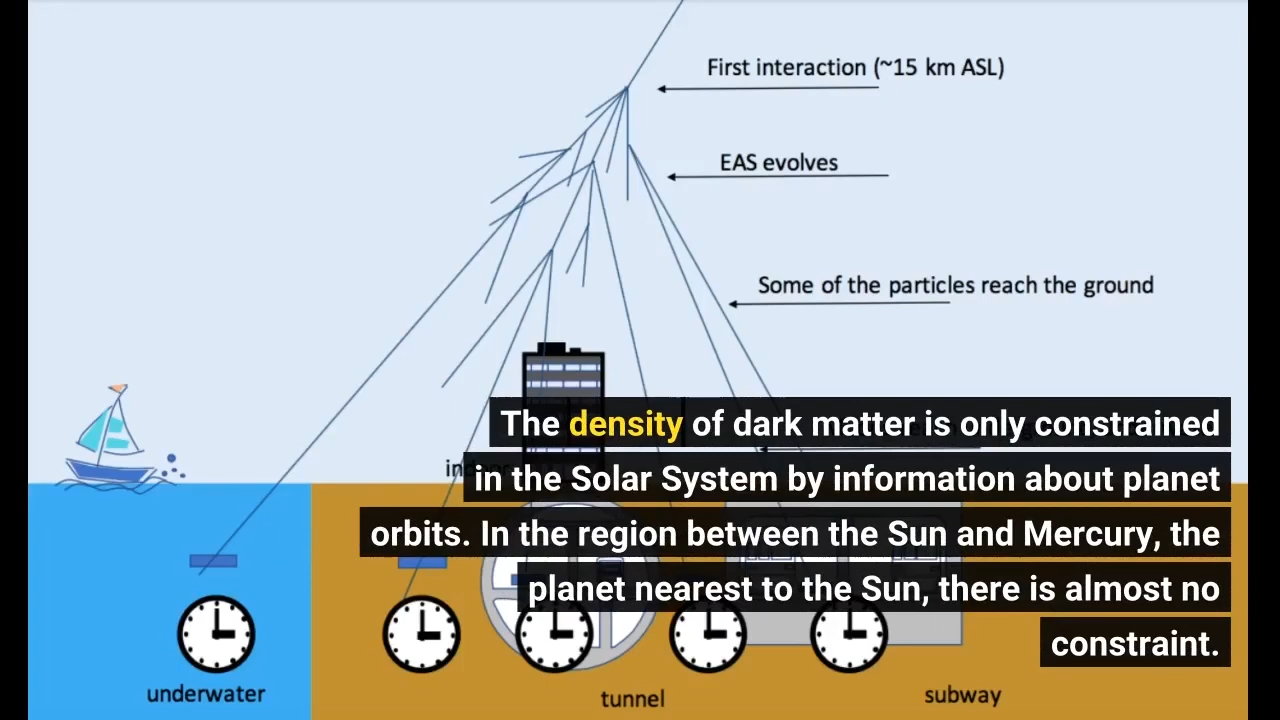 First interaction (~15 km ASL)
EAS evolves
Some of the particles reach the ground
The density of dark matter is only constrained
in the Solar System by information about planet
orbits. In the region between the Sun and Mercury, the
planet nearest to the Sun, there is almost no
constraint.
underwater
tunnel
subway